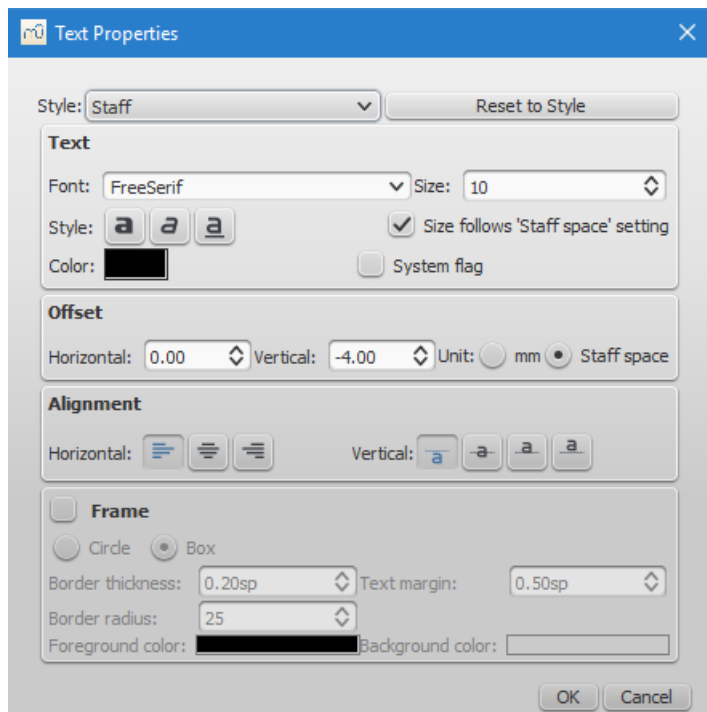 mu Text Properties
Style: Staff Reset to Style
Text
Font: FreeSerif Size: 10
Style: a a a Size follows 'Staff space' setting
Color: System flag
Offset
Horizontal: 0.00 Vertical: -4.00 Unit: mm Staff space
Alignment
Horizontal: Vertical: a a a a
Frame
Circle Box
Border thickness: 0.20sp Text margin: 0.50sp
Border radius: 25
Foreground color: Background color:
OK Cancel